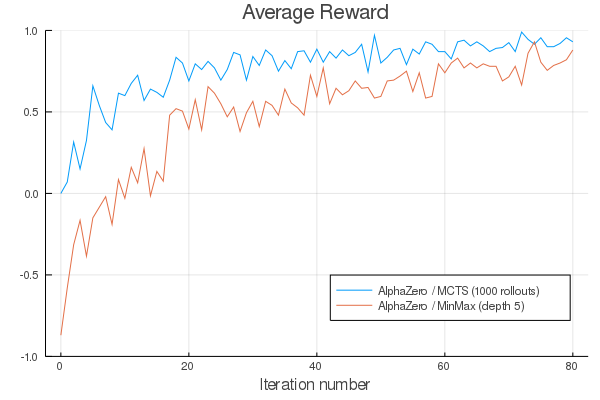 Average Reward
1.0
0.5
0.0
-0.5
-1.0
AlphaZero / MCTS (1000 rollouts)
AlphaZero / MinMax (depth 5)
0 20 40 60 80
Iteration number